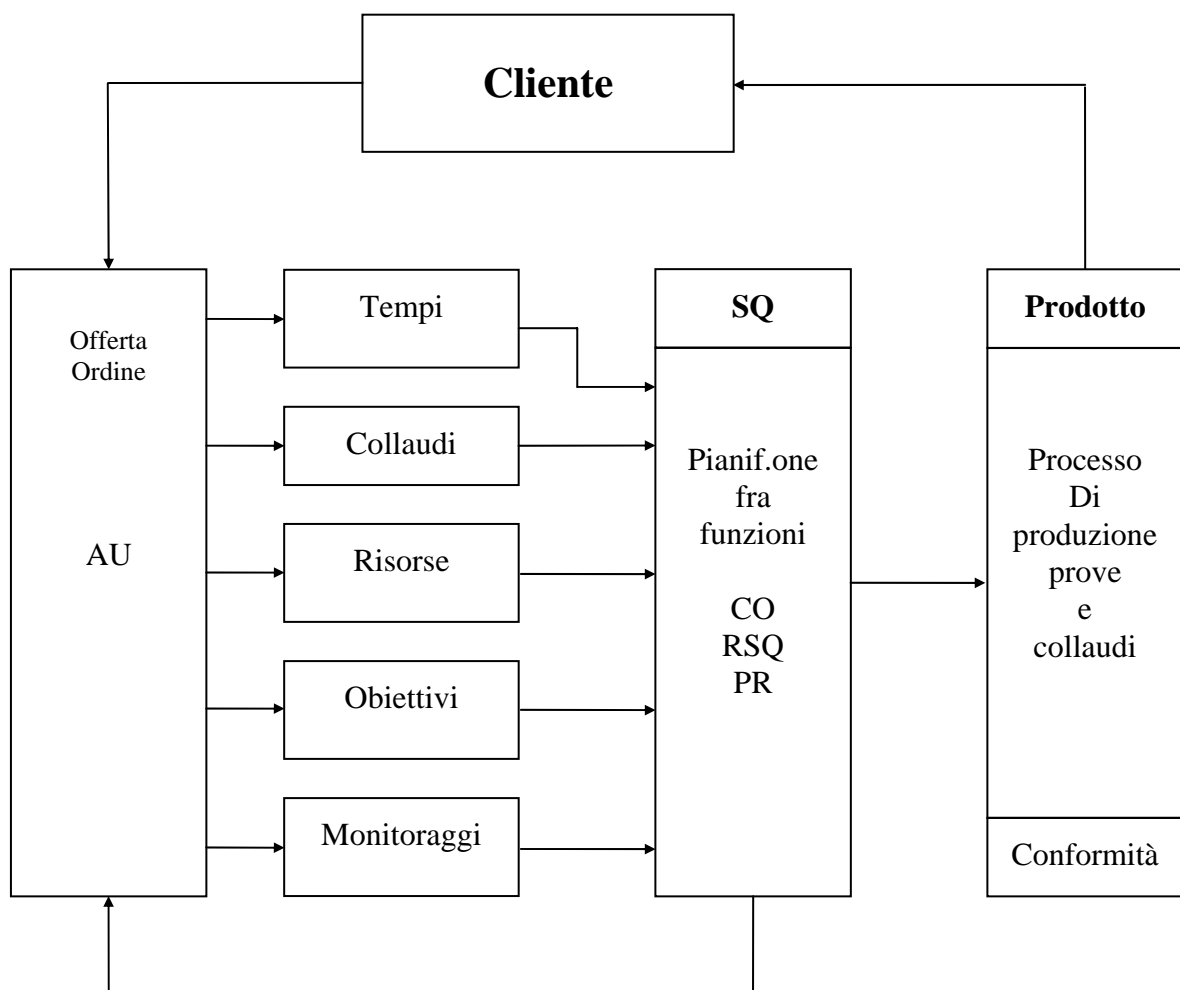 Cliente
Offerta
Ordine
AU
Tempi
Collaudi
Risorse
Obiettivi
Monitoraggi
SQ
Pianif.one
fra
funzioni
CO
RSQ
PR
Prodotto
Processo
Di
produzione
prove
e
collaudi
Conformità